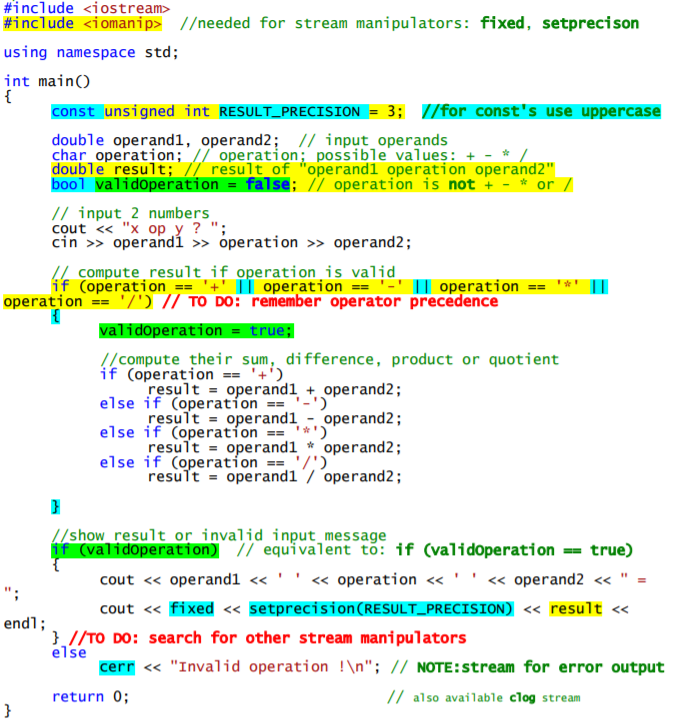 #include <iostream>
#include <iomanip>  //needed for stream manipulators: fixed, setprecison
using namespace std;
int main()
{
const unsigned int RESULT_PRECISION = 3;  //for const's use uppercase
double operand1, operand2;  // input operands
char operation; // operation; possible values: + - * /
double result; // result of "operand1 operation operand2"
bool validOperation = false; // operation is not + - * or /
// input 2 numbers
cout << "x op y ? ";
cin >> operand1 >> operation >> operand2;
// compute result if operation is valid
if (operation == '+' || operation == '-' || operation == '*' ||
operation == '/') // TO DO: remember operator precedence
{
validOperation = true;
//compute their sum, difference, product or quotient
if (operation == '+')
result = operand1 + operand2;
else if (operation == '-')
result = operand1 - operand2;
else if (operation == '*')
result = operand1 * operand2;
else if (operation == '/')
result = operand1 / operand2;
}
//show result or invalid input message
if (validOperation)  // equivalent to: if (validOperation == true)
{
cout << operand1 << ' ' << operation << ' ' << operand2 << " =
";
cout << fixed << setprecision(RESULT_PRECISION) << result <<
endl;
} //TO DO: search for other stream manipulators
else
cerr << "Invalid operation !\n"; // NOTE:stream for error output
return 0; // also available clog stream
}